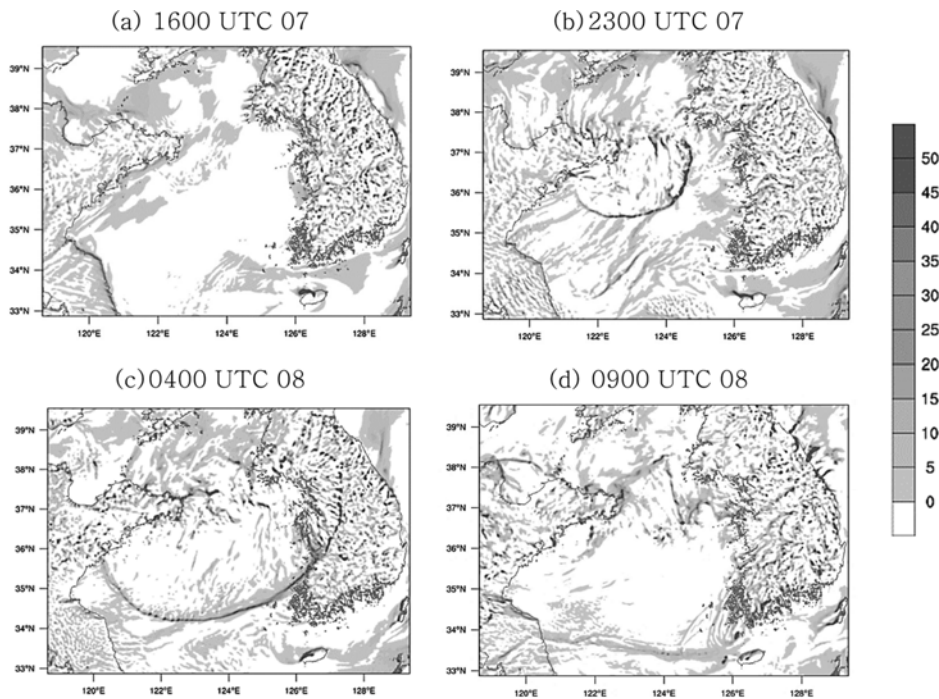 (a) 1600 UTC 07
(b) 2300 UTC 07
39°N
38°N
37°N
36°N
35°N
34°N
33°N
120°E
122°E
124°E
126°E
128°E
39°N
38°N
37°N
36°N
35°N
34°N
33°N
120°E
122°E
124°E
126°E
128°E
(c)0400 UTC 08
(d) 0900 UTC 08
39°N
38°N
37°N
36°N
35°N
34°N
33°N
120°E
122°E
124°E
126°E
128°E
39°N
38°N
37°N
36°N
35°N
34°N
33°N
120°E
122°E
124°E
126°E
128°E
50
45
40
35
30
25
20
15
10
5
0